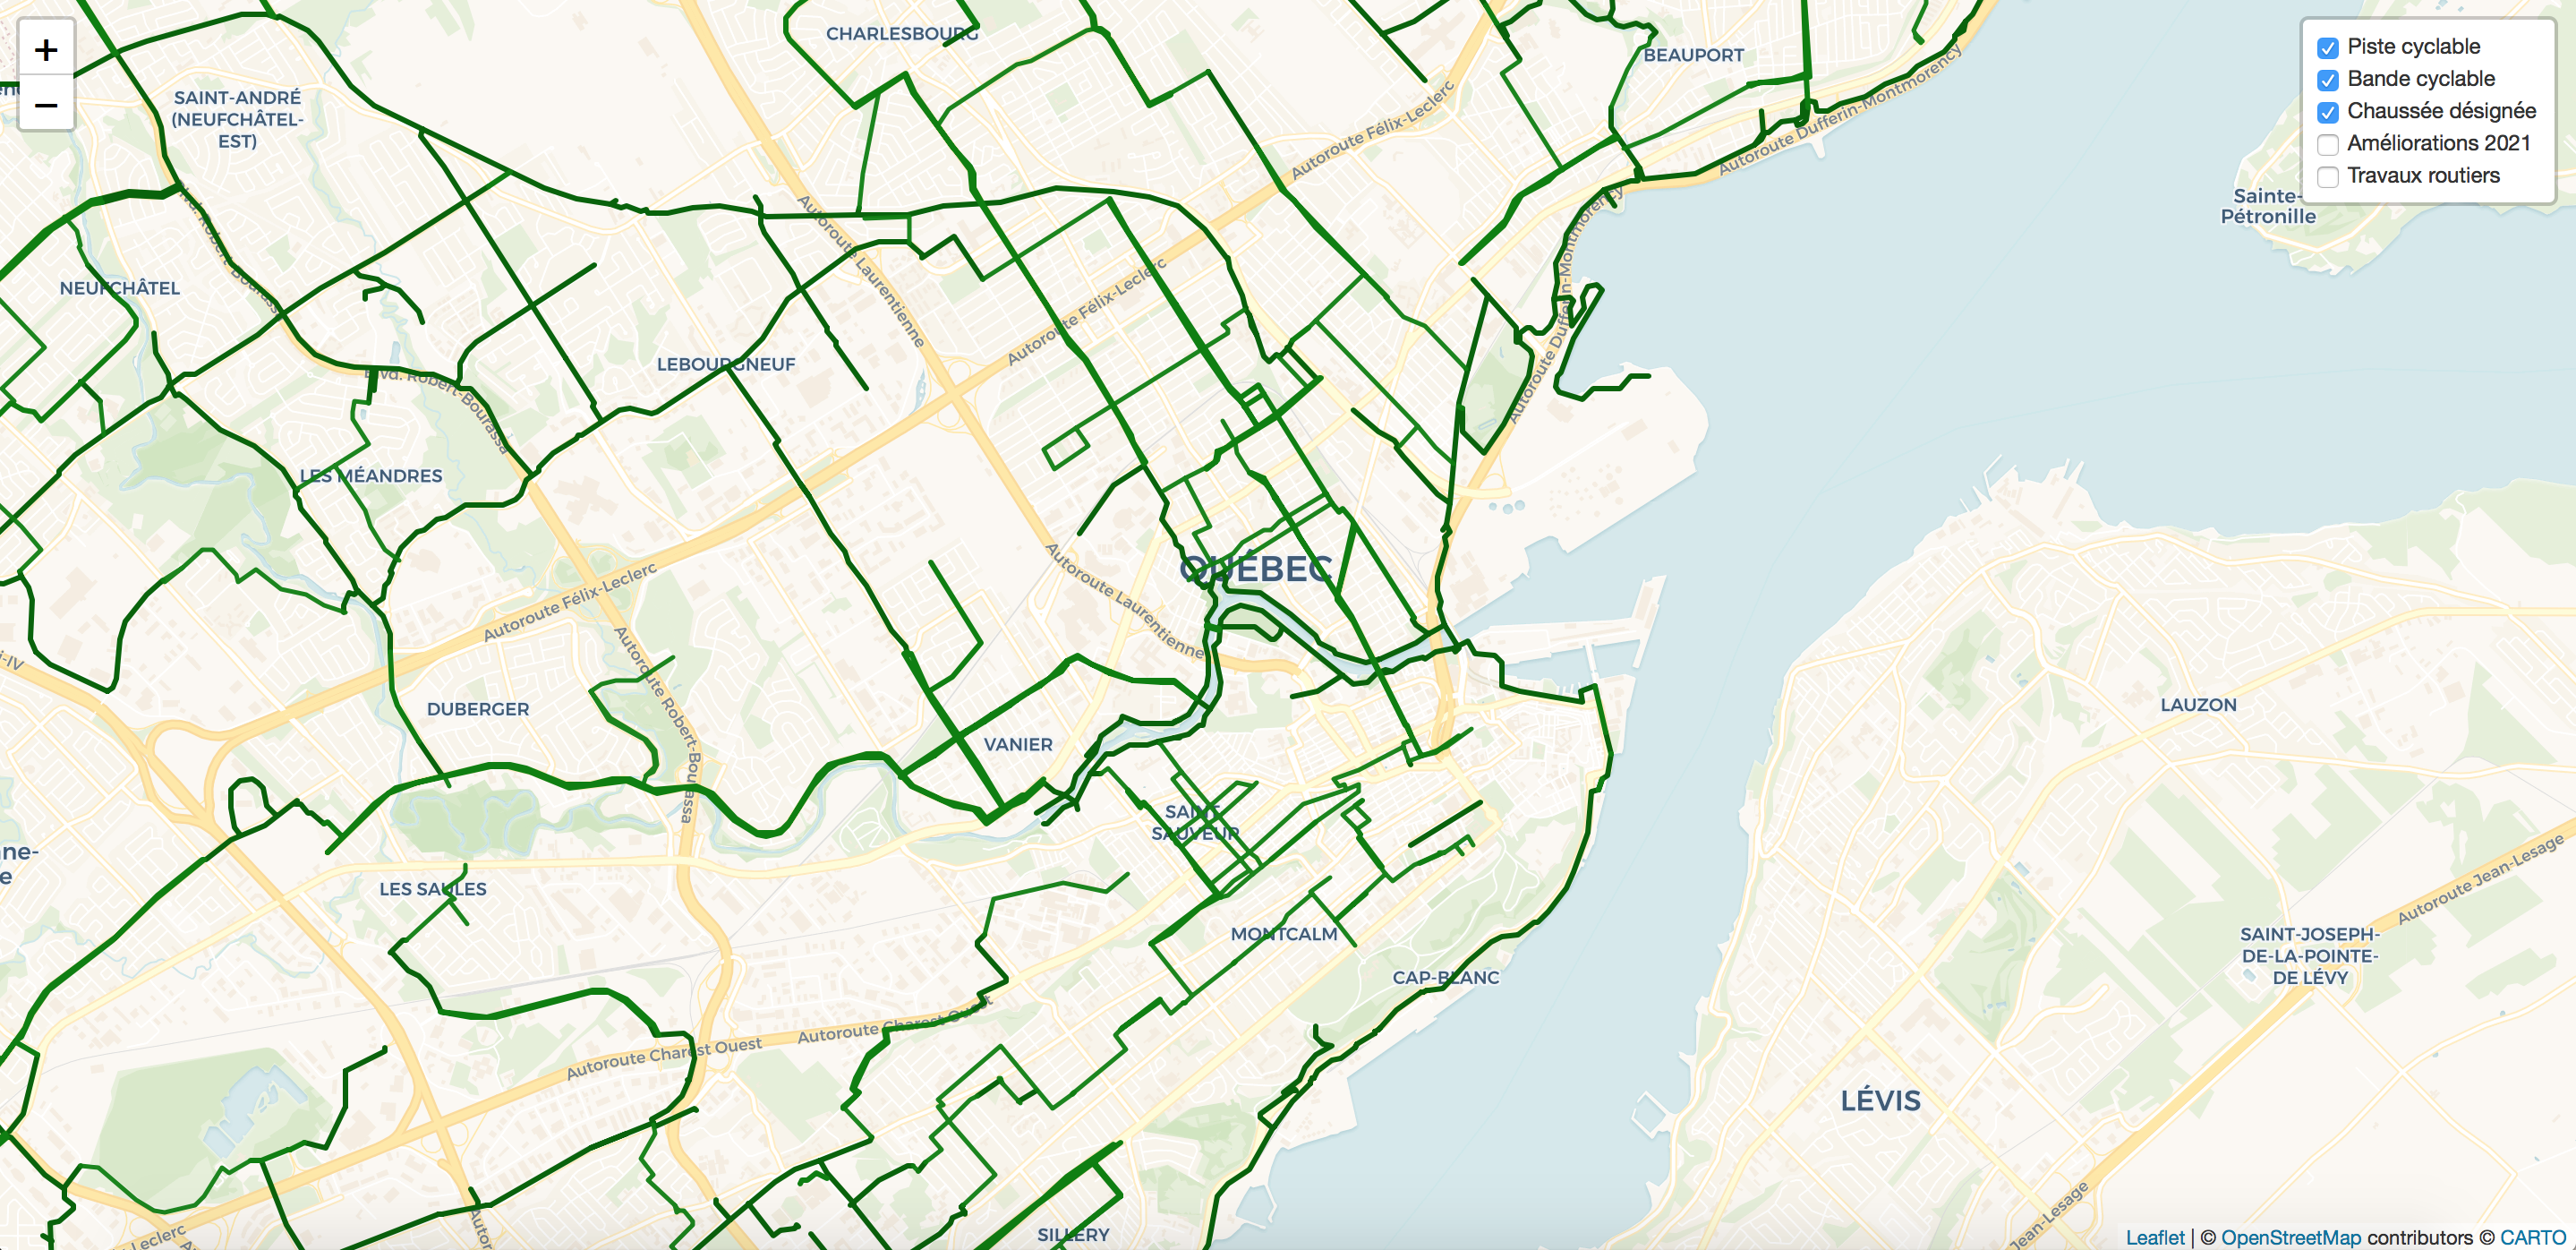 +
−
CHARLESBOURG
BEAUPORT
Piste cyclable
Bande cyclable
Chaussée désignée
Améliorations 2021
Travaux routiers
SAINT-ANDRÉ
(NEUFCHÂTEL-
EST)
Autoroute Félix-Leclerc
Autoroute Dufferin-Montmorency
Sainte-
Pétronille
Autoroute Laurentienne
Autoroute Dufferin-Montmorency
NEUFCHÂTEL
Autoroute Félix-Leclerc
LEBOURGNEUF
Blvd. Robert-Bourassa
Autoroute
LES MÉANDRES
QUÉBEC
Autoroute Félix-Leclerc
Autoroute Laurentienne
Autoroute Robert-Bourassa
DUBERGER
LAUZON
VANIER
SAINT-
SAUVEUR
ne-
e
LES SAULES
Autoroute Jean-Lesage
MONTCALM
SAINT-JOSEPH-
DE-LA-POINTE-
DE LÉVY
CAP-BLANC
Autoroute Charest Ouest
Autoroute Charest Ouest
LÉVIS
Jean-Lesage
SILLERY
Leclerc
Leaflet | © OpenStreetMap contributors © CARTO